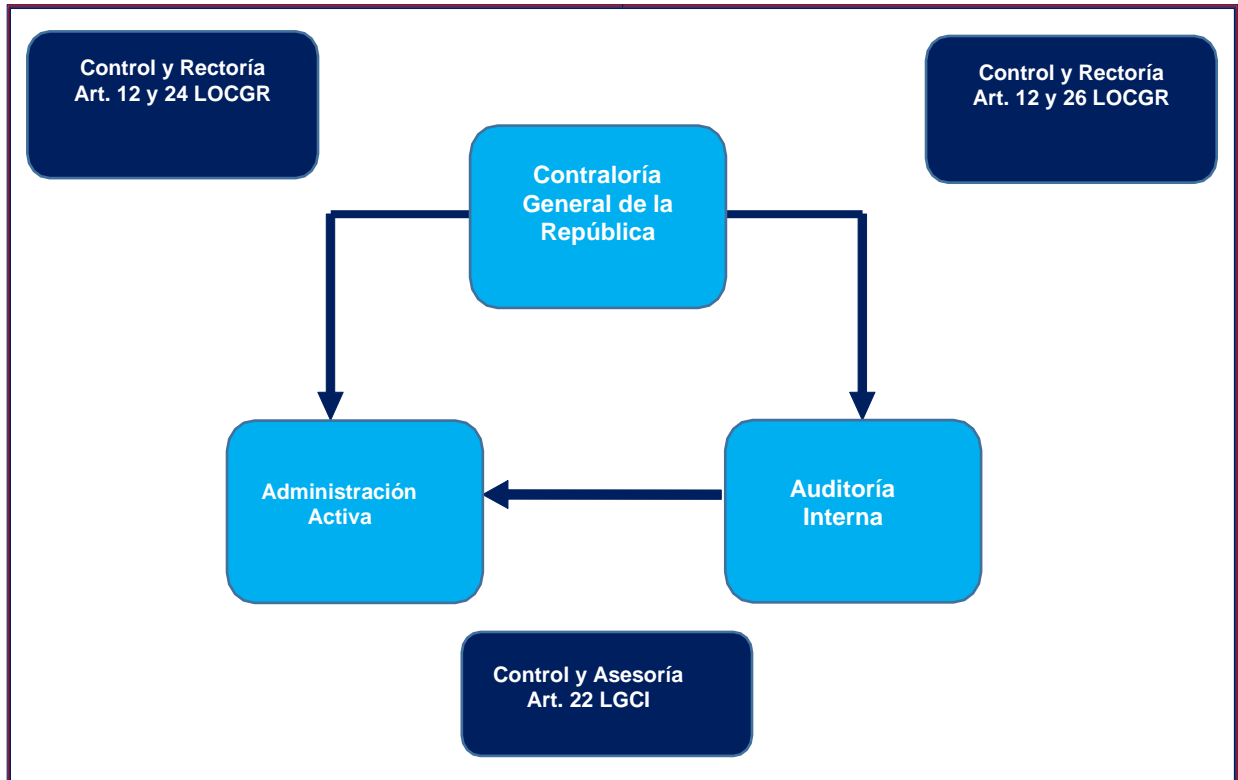 Control y Rectoría
Art. 12 y 24 LOCGR
Control y Rectoría
Art. 12 y 26 LOCGR
Contraloría
General de la
República
Administración
Activa
Auditoría
Interna
Control y Asesoría
Art. 22 LGCI